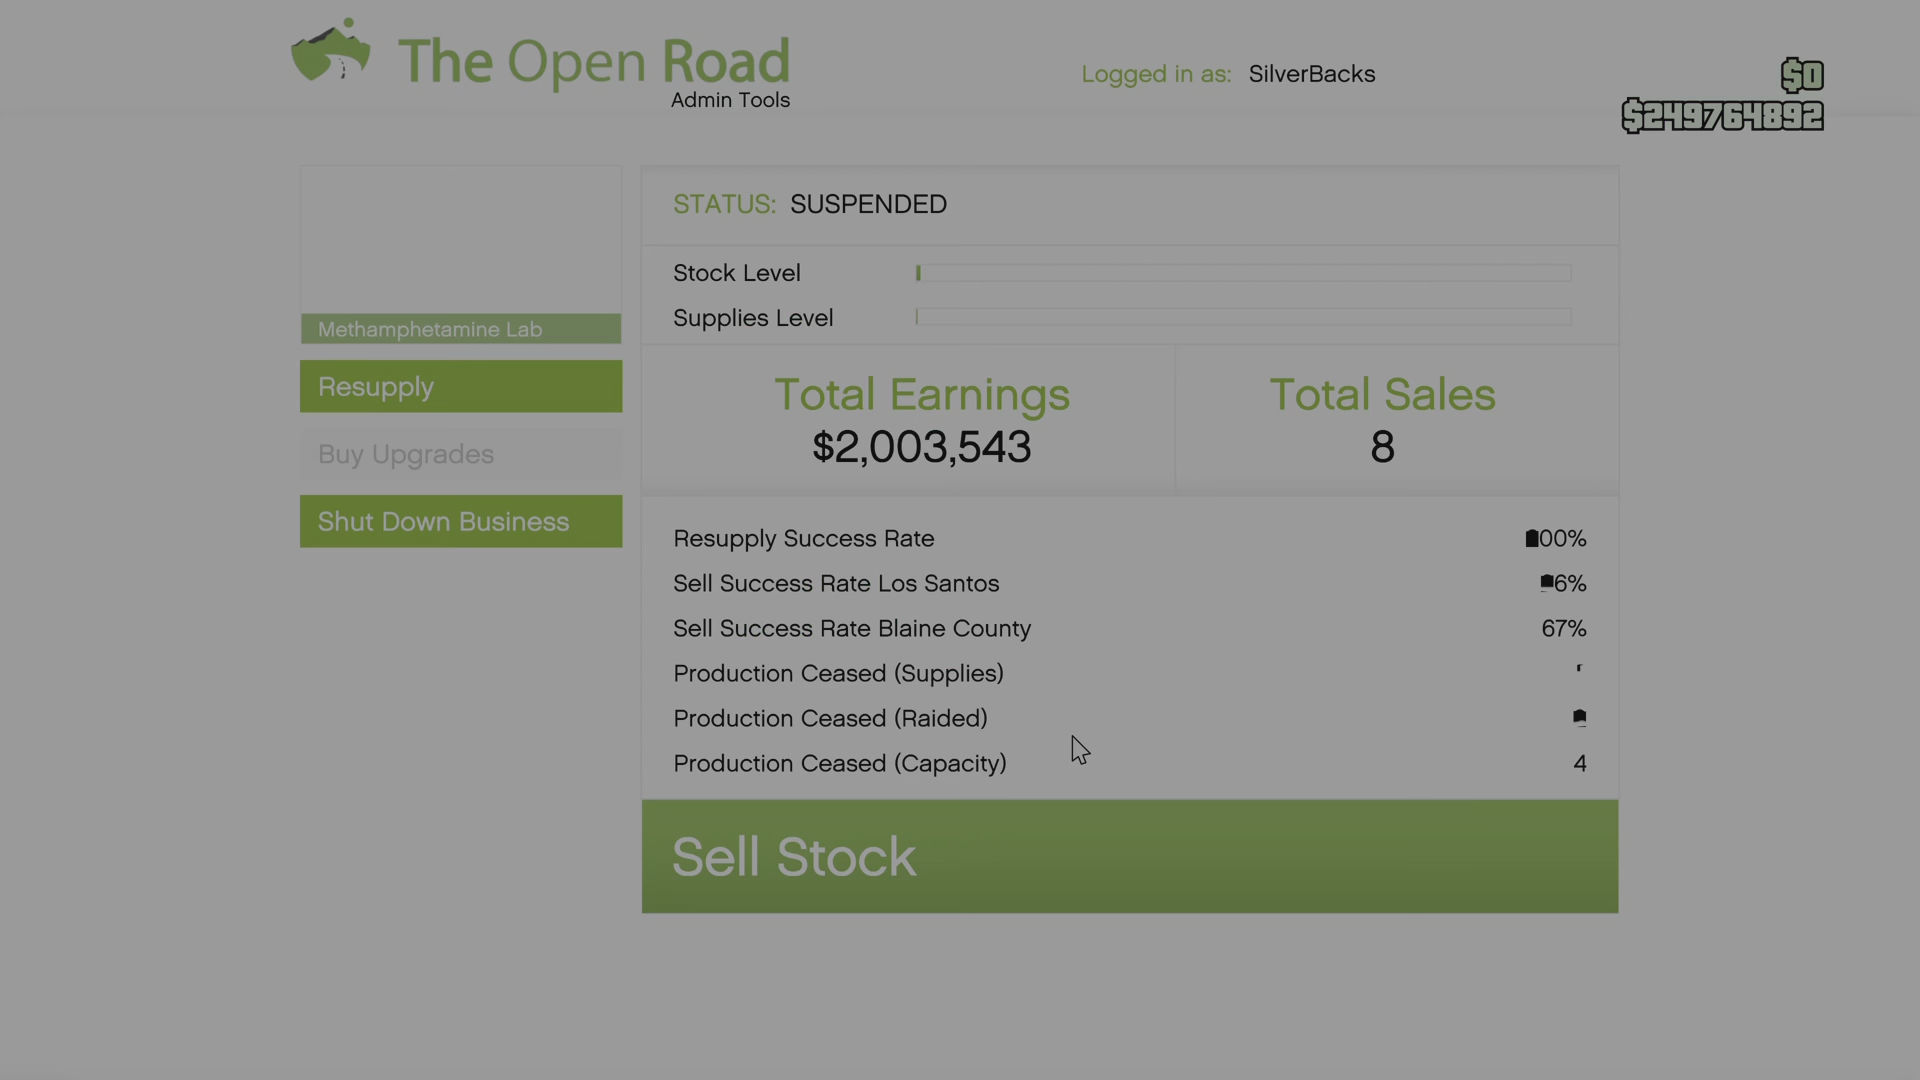 The Open Road
Admin Tools
Logged in as: SilverBacks
$0
$249764892
Methamphetamine Lab
Resupply
Buy Upgrades
Shut Down Business
STATUS: SUSPENDED
Stock Level
Supplies Level
Total Earnings
$2,003,543
Total Sales
8
Resupply Success Rate
Sell Success Rate Los Santos
Sell Success Rate Blaine County 67%
Production Ceased (Supplies)
Production Ceased (Raided)
Production Ceased (Capacity) 4
Sell Stock